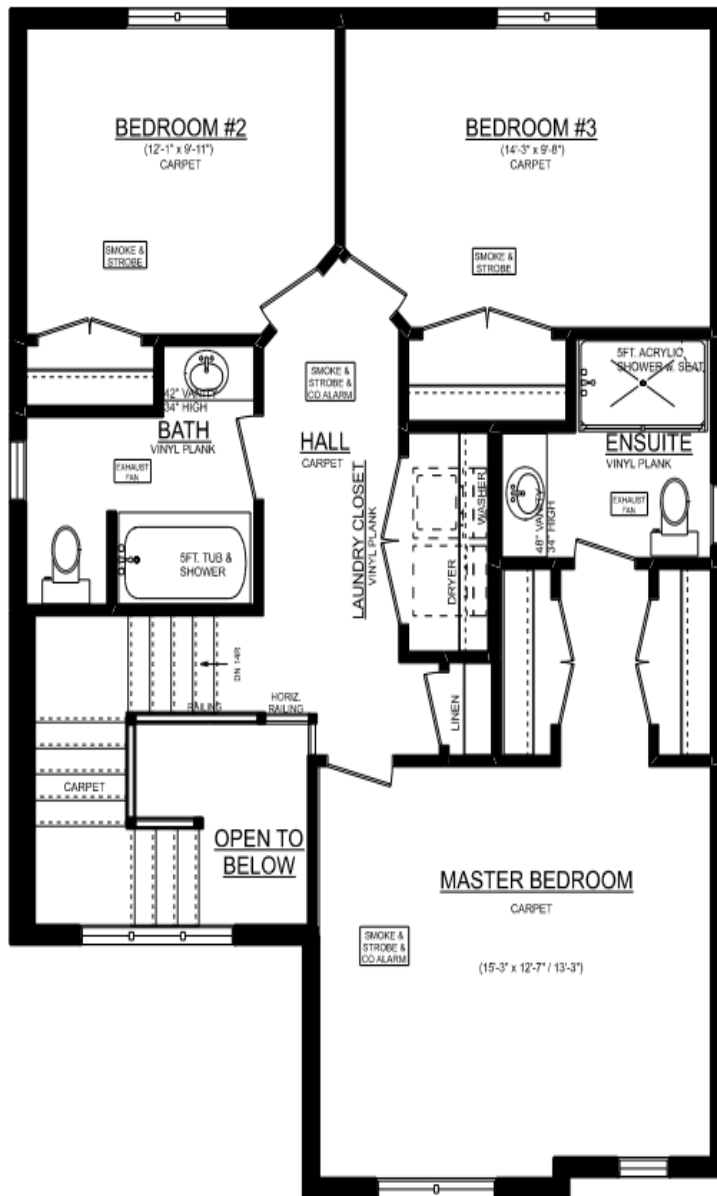 BEDROOM #2
(12'-1" x 9'-11")
CARPET
BEDROOM #3
(14'-3" x 9'-8")
CARPET
SMOKE &
STROBE
SMOKE &
STROBE
SMOKE &
STROBE &
CO ALARM
5FT. ACRYLIC
SHOWER w. SEAT
42" VANITY
34" HIGH
BATH
VINYL PLANK
EXHAUST
FAN
HALL
CARPET
LAUNDRY CLOSET
VINYL PLANK
WASHER
DRYER
ENSUITE
VINYL PLANK
48" VANITY
34" HIGH
EXHAUST
FAN
5FT. TUB &
SHOWER
DN 14R
RAILING
HORIZ.
RAILING
LINEN
CARPET
OPEN TO
BELOW
MASTER BEDROOM
CARPET
(15'-3" x 12'-7" / 13'-3")
SMOKE &
STROBE &
CO ALARM